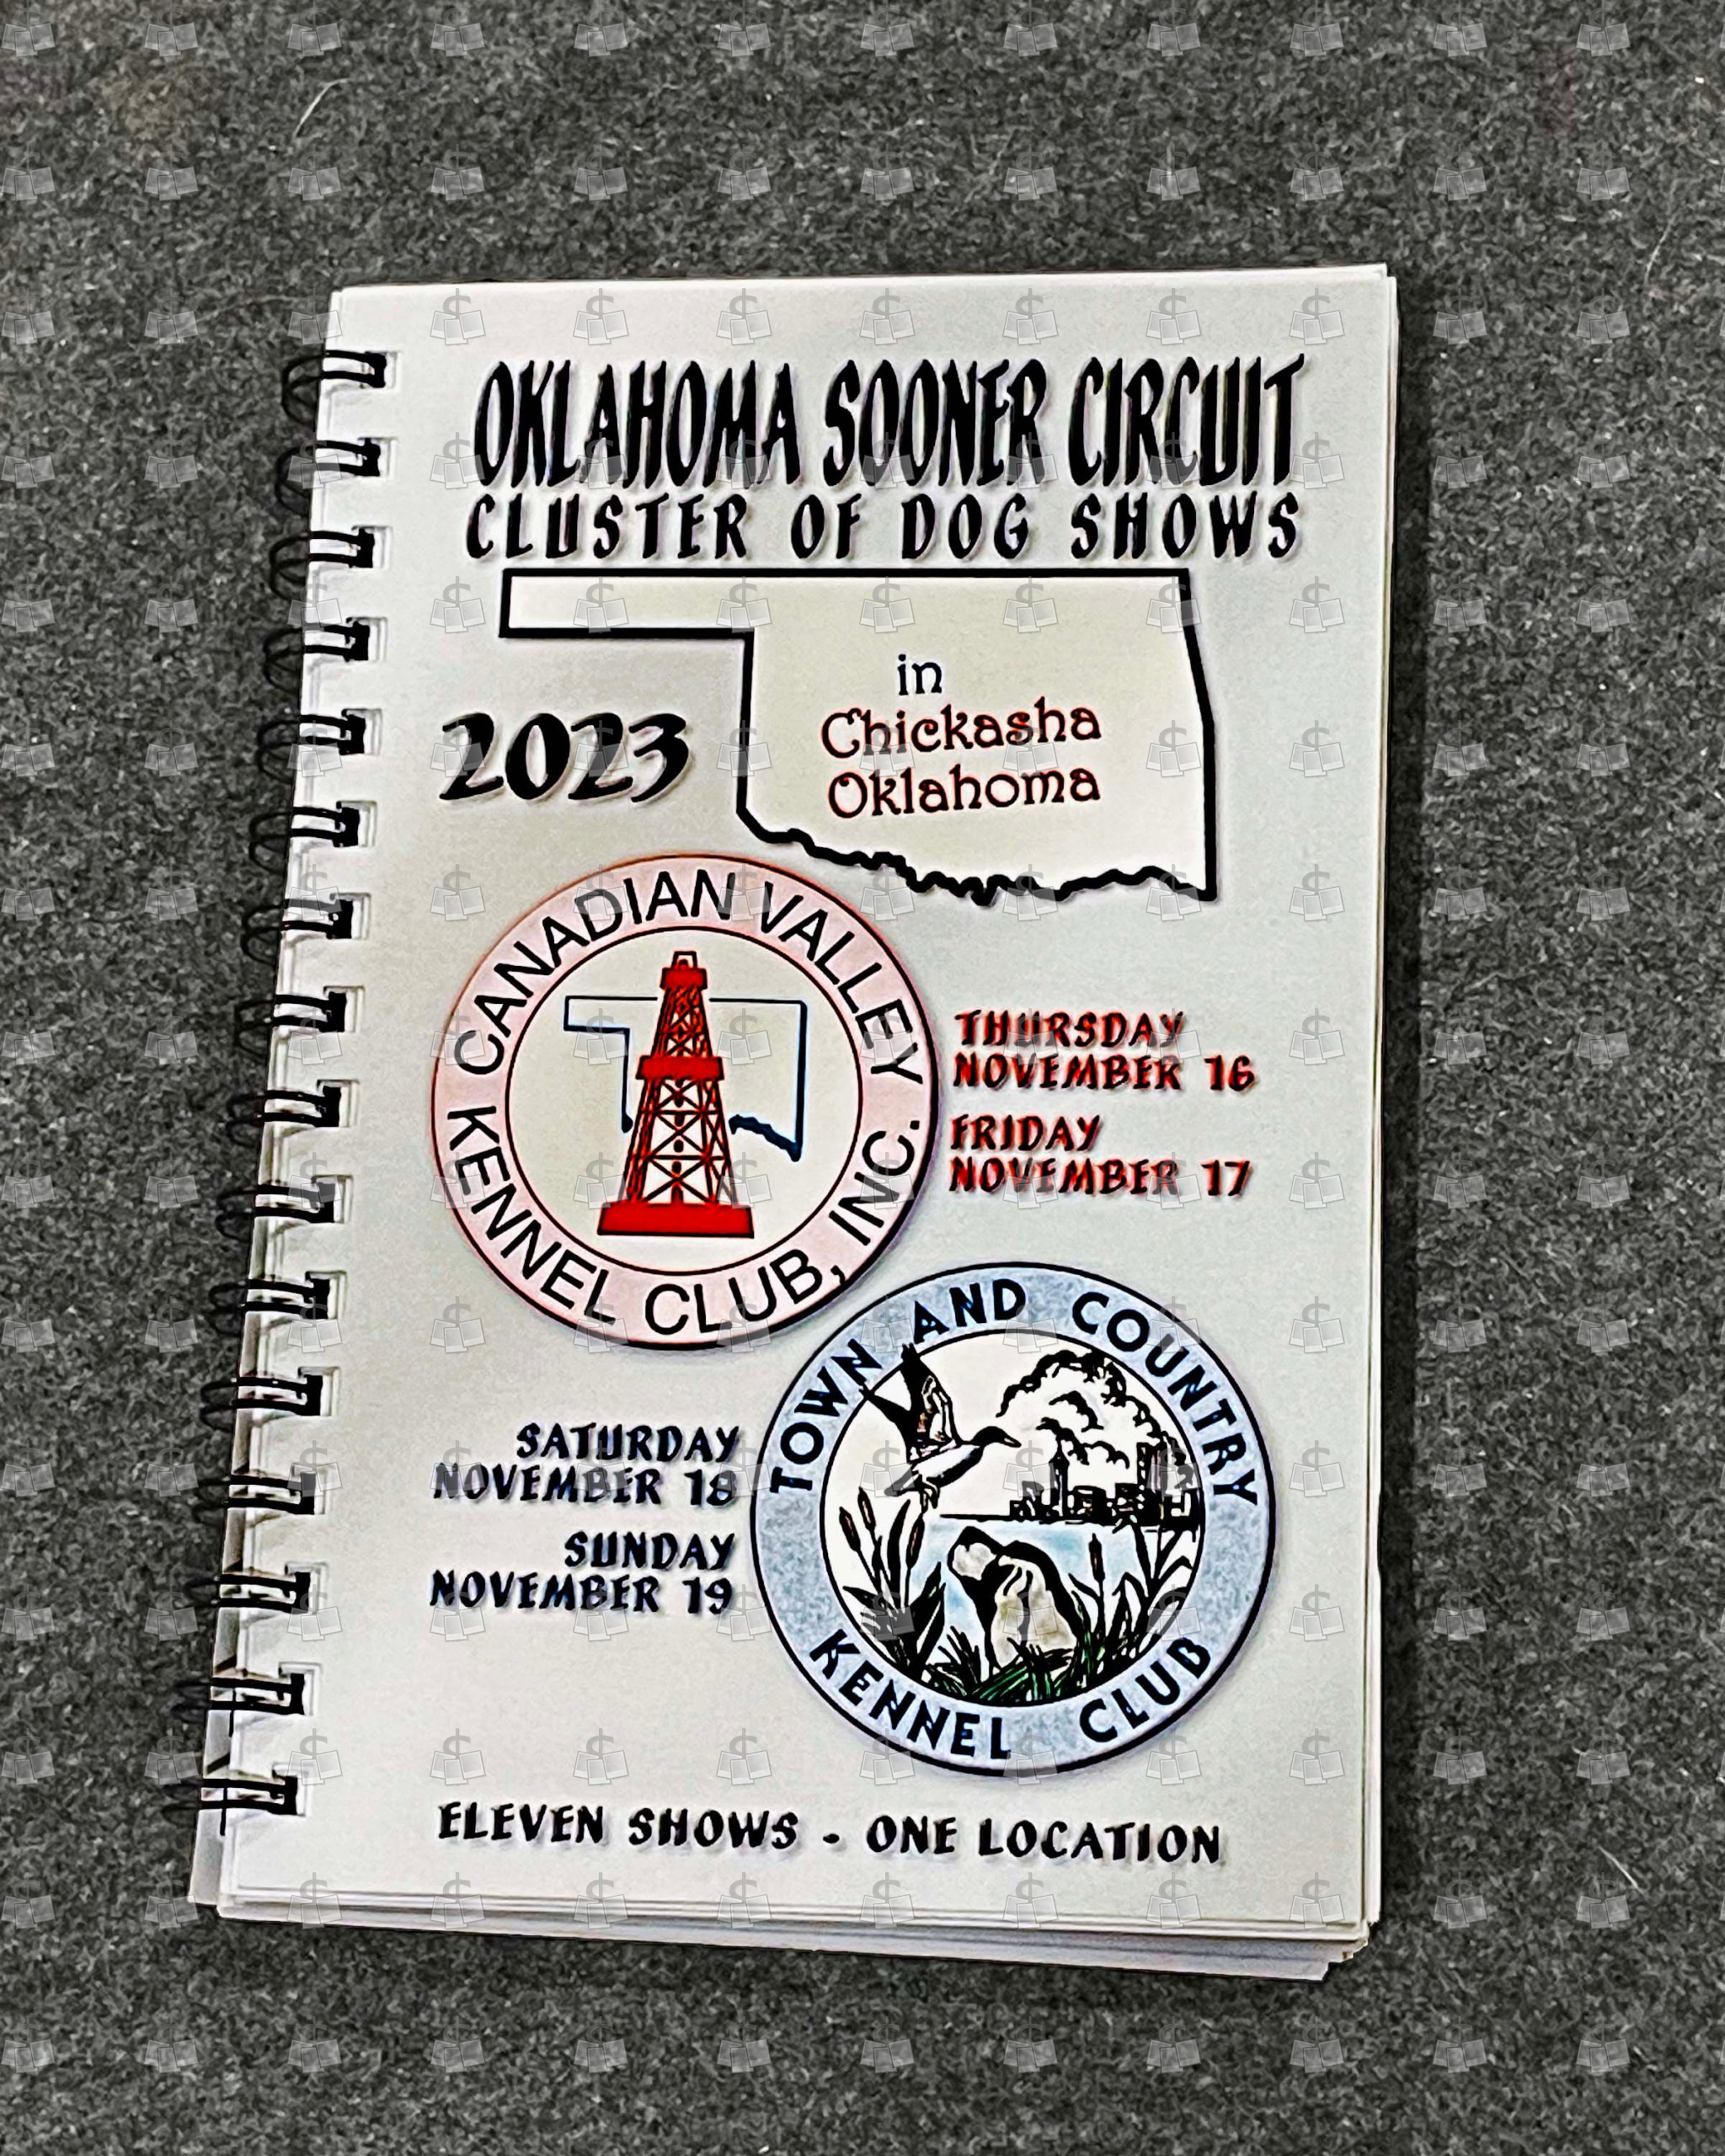 OKLAHOMA SOONER CIRCUIT
CLUSTER OF DOG SHOWS
in
Chickasha
Oklahoma
2023
CANADIAN VALLEY
KENNEL CLUB, INC.
THURSDAY
NOVEMBER 16
FRIDAY
NOVEMBER 17
TOWN AND COUNTRY
KENNEL CLUB
SATURDAY
NOVEMBER 18
SUNDAY
NOVEMBER 19
ELEVEN SHOWS - ONE LOCATION